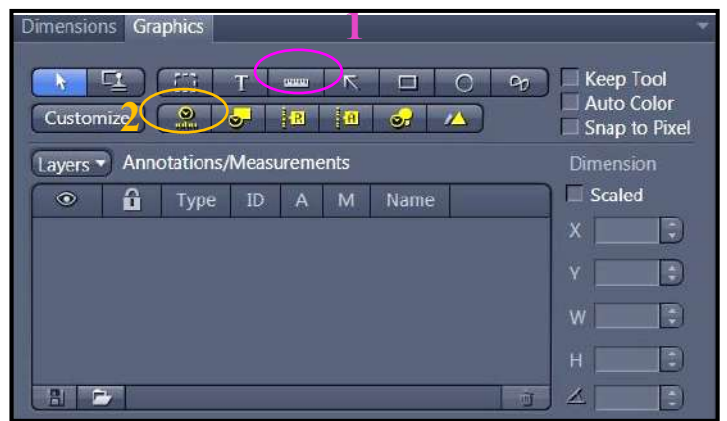 Dimensions Graphics
1
T
Keep Tool
Auto Color
Snap to Pixel
Customize
2
Layers Annotations/Measurements
Dimension
Type ID A M Name
Scaled
X
Y
W
H